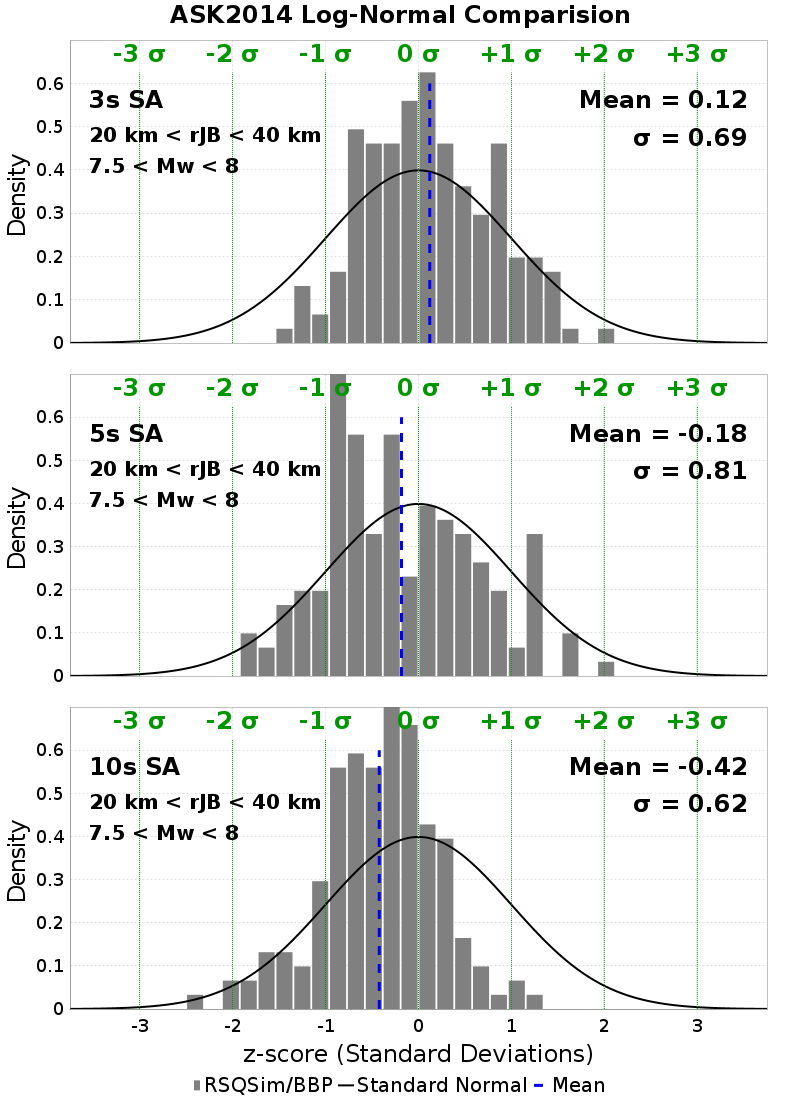 ASK2014 Log-Normal Comparision
-3 σ -2 σ -1 σ 0 σ +1 σ +2 σ +3 σ
3s SA
20 km < rJB < 40 km
7.5 < Mw < 8
Mean = 0.12
σ = 0.69
Density
0.6
0.5
0.4
0.3
0.2
0.1
0
-3 σ -2 σ -1 σ 0 σ +1 σ +2 σ +3 σ
5s SA
20 km < rJB < 40 km
7.5 < Mw < 8
Mean = -0.18
σ = 0.81
Density
0.6
0.5
0.4
0.3
0.2
0.1
0
-3 σ -2 σ -1 σ 0 σ +1 σ +2 σ +3 σ
10s SA
20 km < rJB < 40 km
7.5 < Mw < 8
Mean = -0.42
σ = 0.62
Density
0.6
0.5
0.4
0.3
0.2
0.1
0
-3 -2 -1 0 1 2 3
z-score (Standard Deviations)
RSQSim/BBP Standard Normal Mean